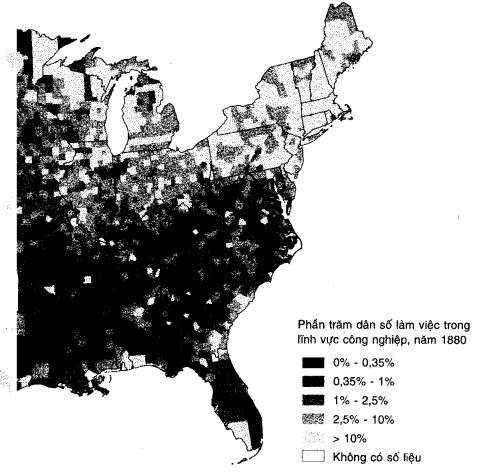 Phần trăm dân số làm việc trong
lĩnh vực công nghiệp, năm 1880
0% - 0,35%
0,35% - 1%
1% - 2,5%
2,5% - 10%
> 10%
Không có số liệu